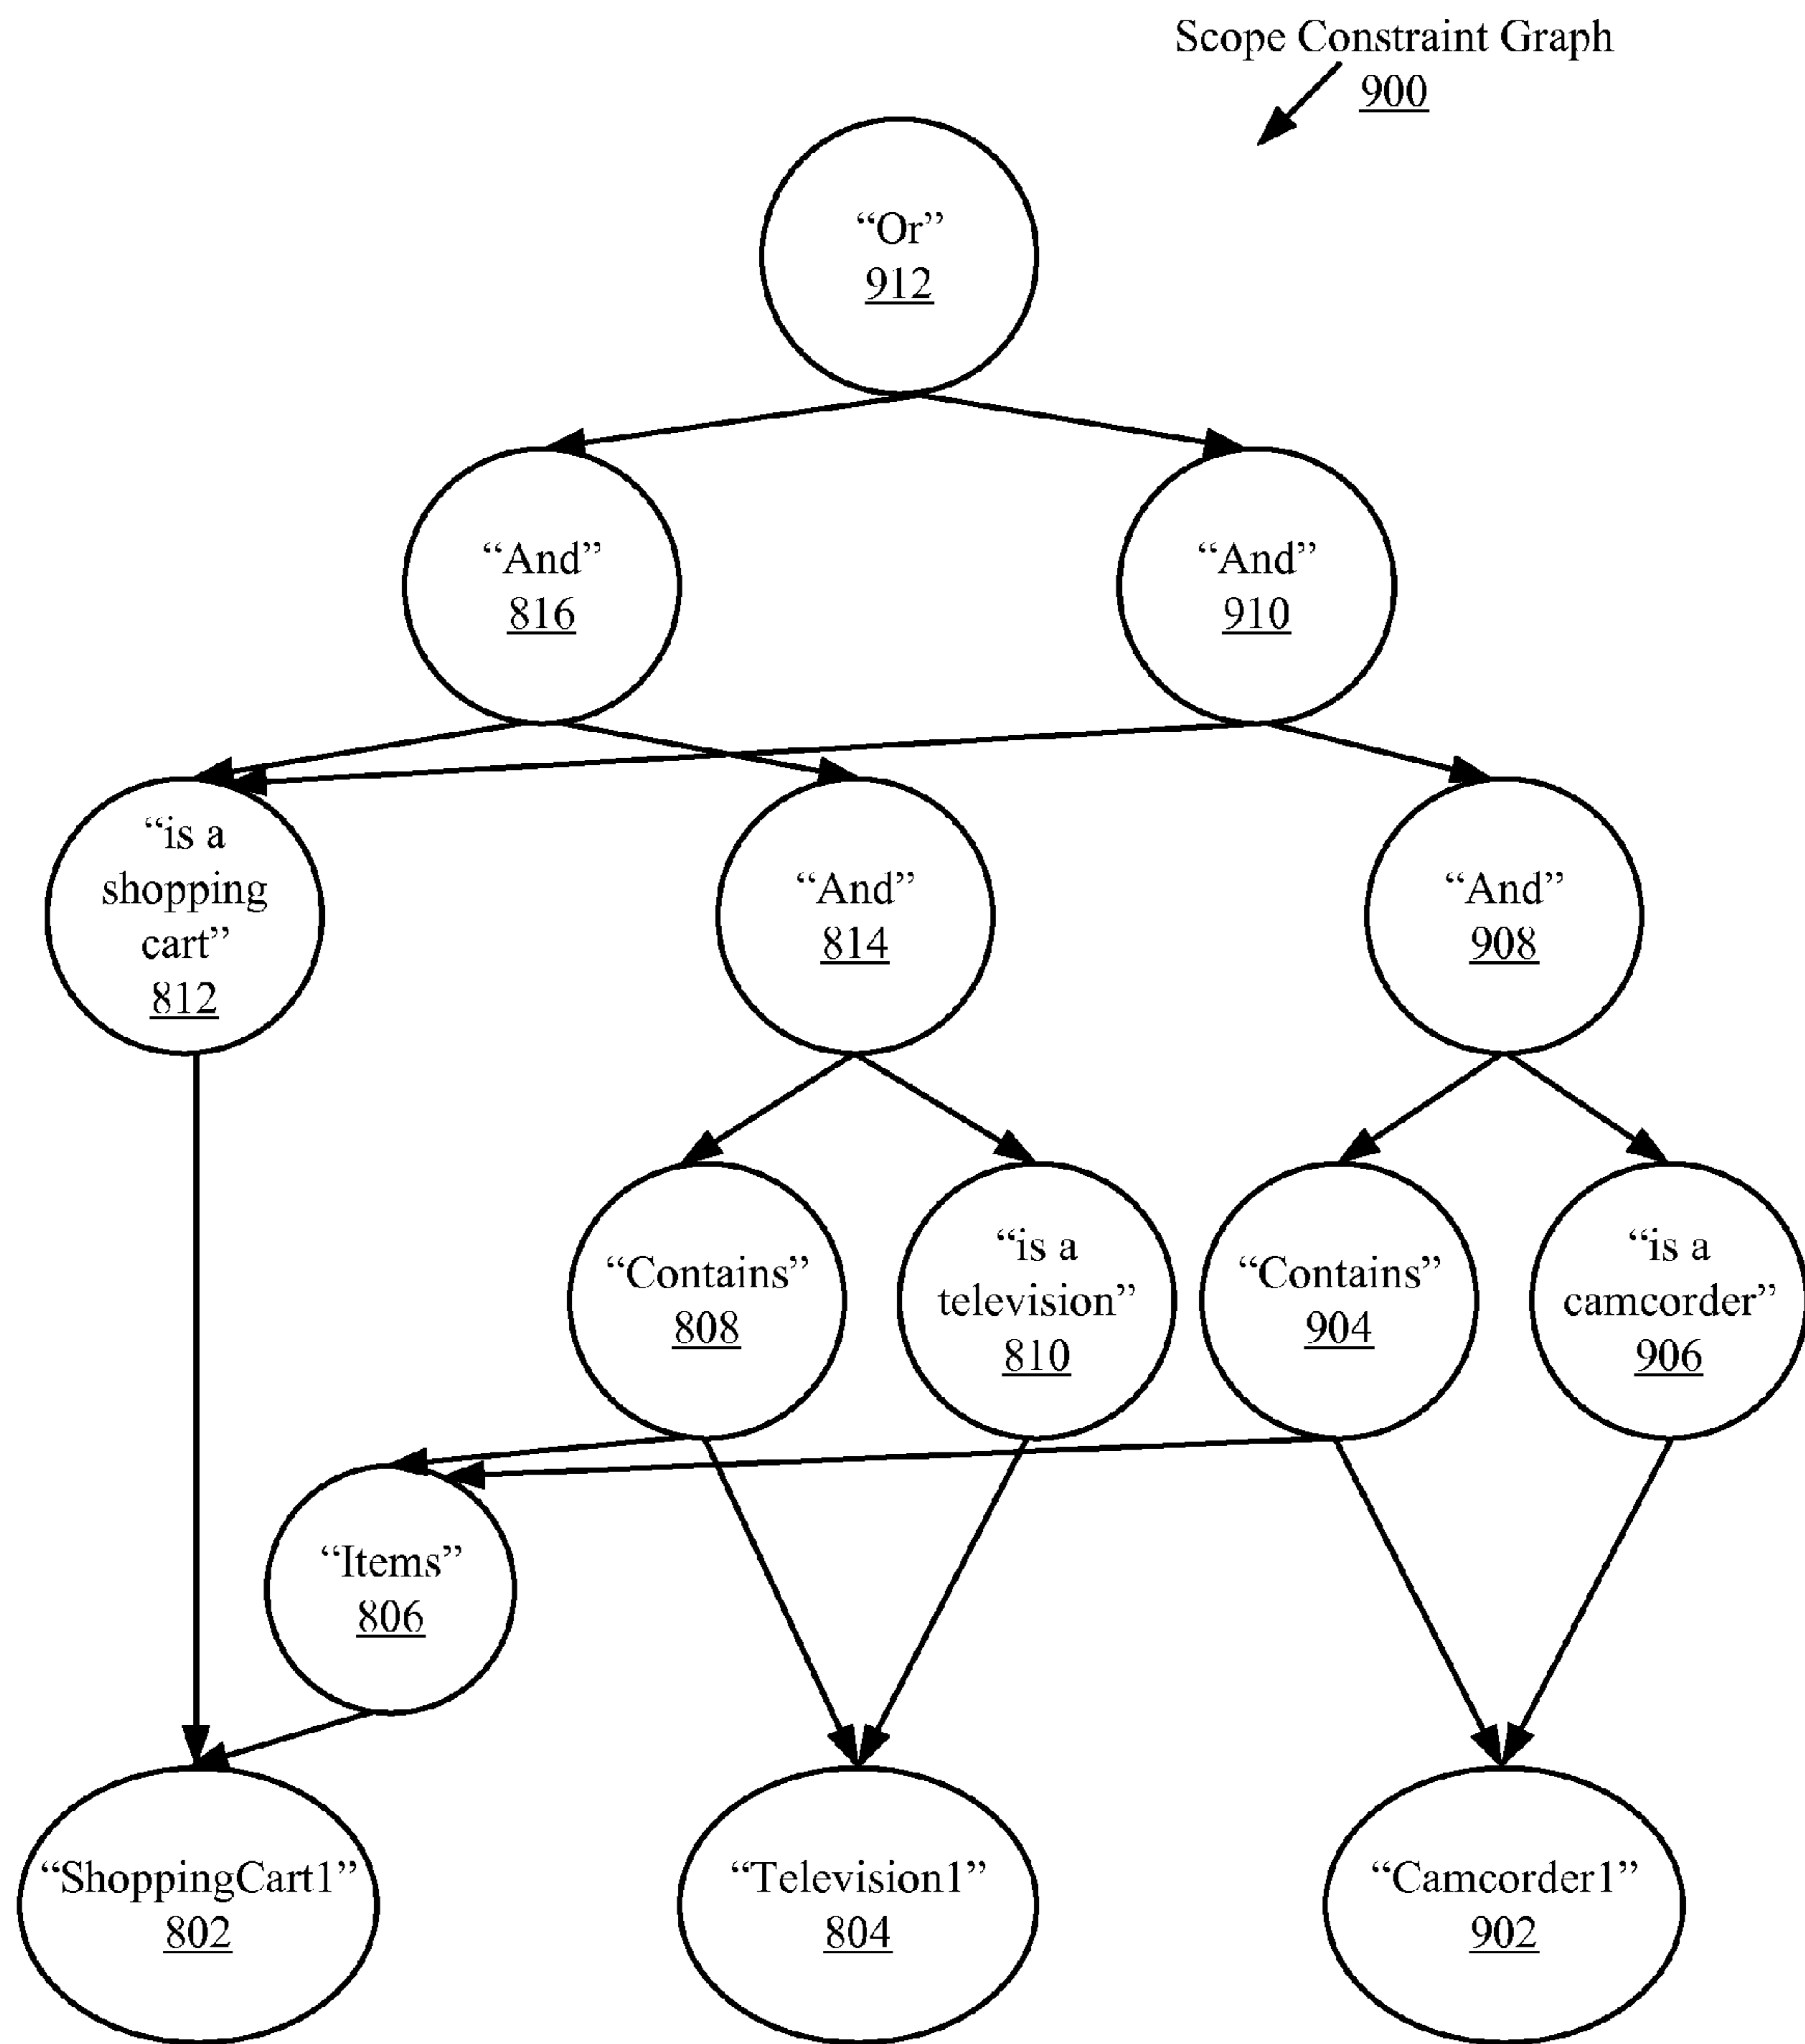 Scope Constraint Graph
900
“Or”
912
“And”
816
“And”
910
“is a
shopping
cart”
812
“And”
814
“And”
908
“Contains”
808
“is a
television”
810
“Contains”
904
“is a
camcorder”
906
“Items”
806
“ShoppingCart1”
802
“Television1”
804
“Camcorder1”
902